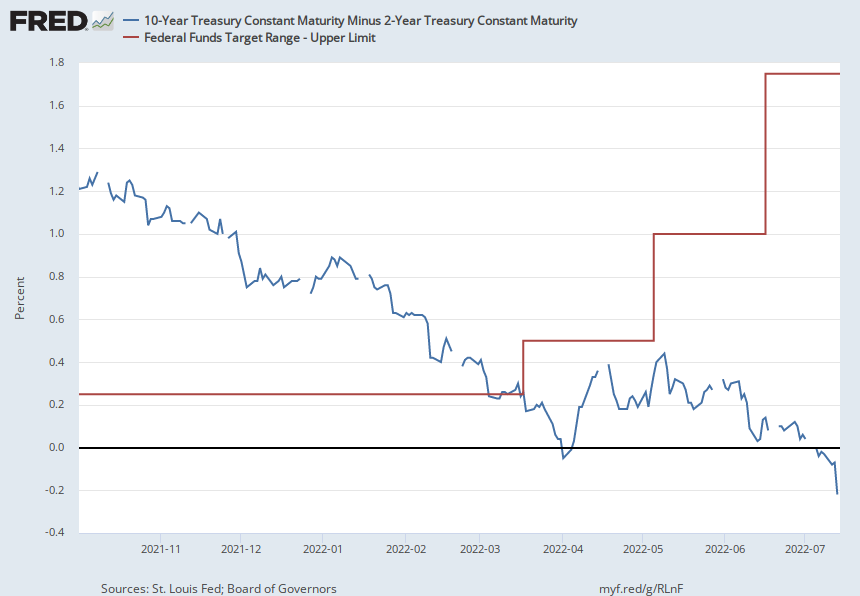 FRED
10-Year Treasury Constant Maturity Minus 2-Year Treasury Constant Maturity
Federal Funds Target Range - Upper Limit
1.8
1.6
1.4
1.2
1.0
0.8
0.6
0.4
0.2
0.0
-0.2
-0.4
Percent
2021-11 2021-12 2022-01 2022-02 2022-03 2022-04 2022-05 2022-06 2022-07
Sources: St. Louis Fed; Board of Governors
myf.red/g/RLnF